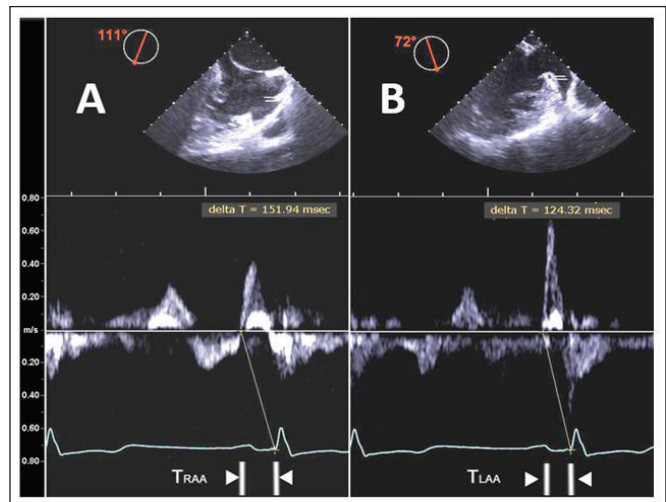 111°
A
72°
B
delta T = 151.94 msec
delta T = 124.32 msec
0.80
0.60
0.40
0.20
m/s
0.20
0.40
0.60
0.80
TRAA
TLAA